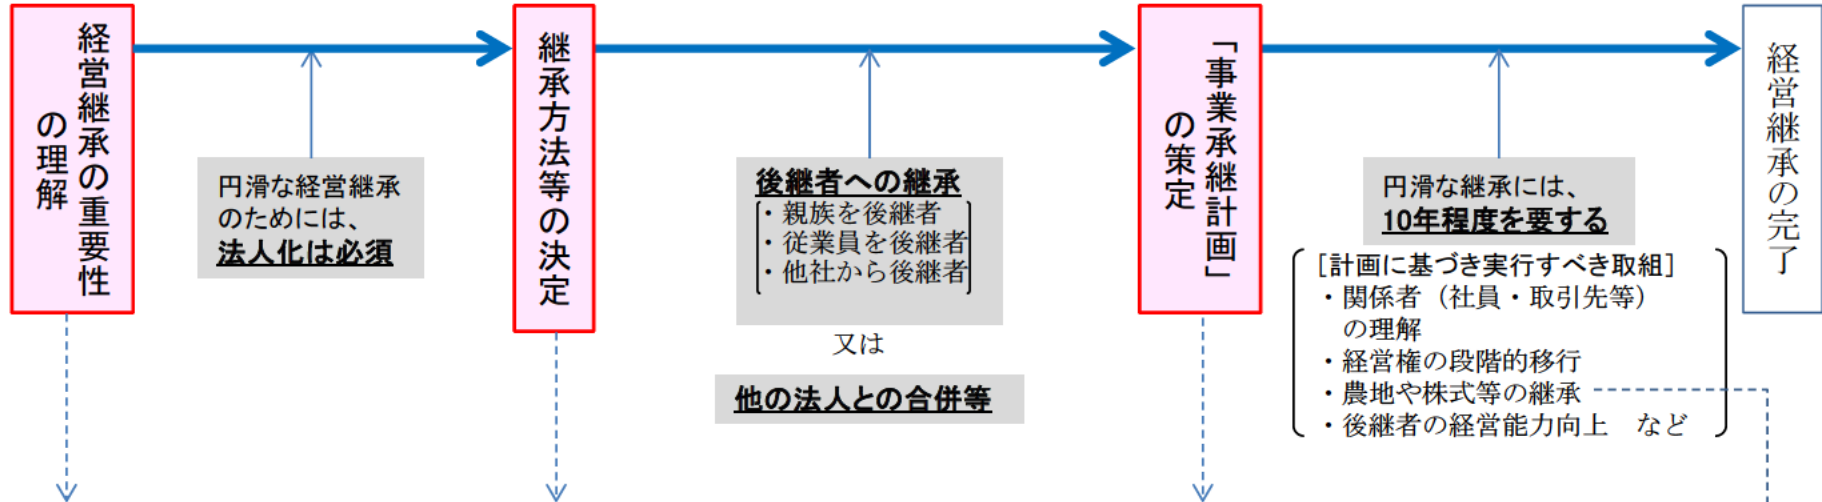 経営継承の重要性
の理解
円滑な経営継承
のためには、
法人化は必須
継承方法等の決定
後継者への継承
・親族を後継者
・従業員を後継者
・他社から後継者
又は
他の法人との合併等
「事業承継計画」
の策定
円滑な継承には、
10年程度を要する
［計画に基づき実行すべき取組］
・関係者（社員・取引先等）
の理解
・経営権の段階的移行
・農地や株式等の継承
・後継者の経営能力向上　など
経営継承の完了